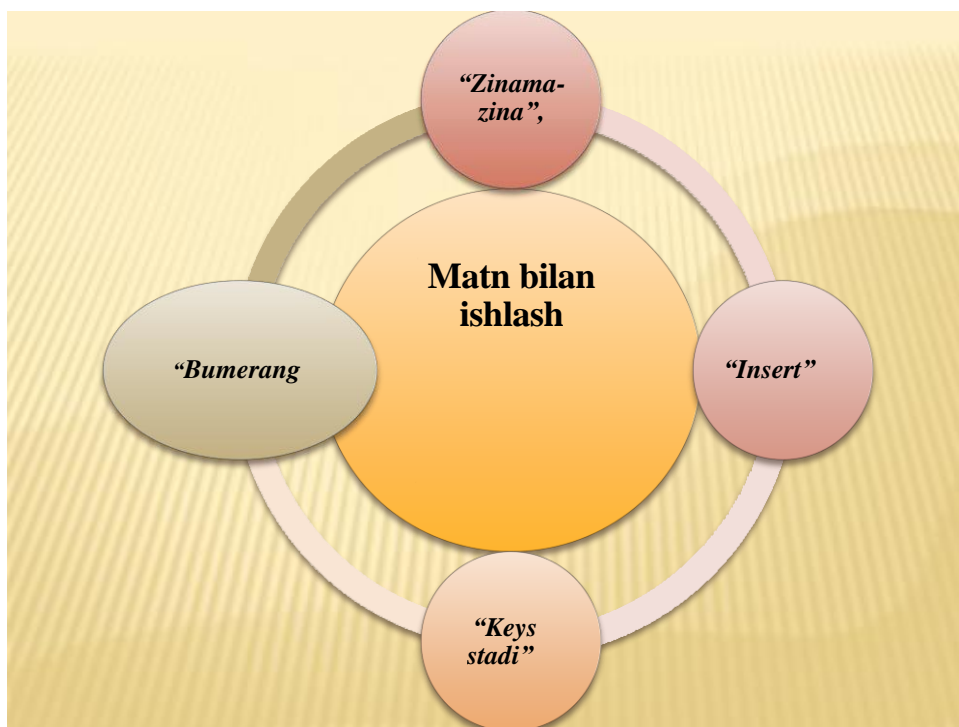 “Zinama-
zina”,
Matn bilan
ishlash
“Bumerang
“Insert”
“Keys
stadi”